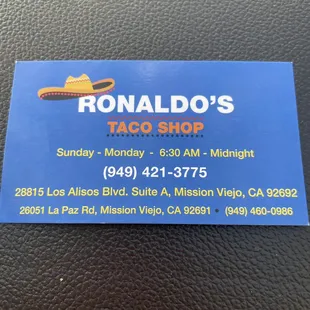 RONALDO'S
TACO SHOP
Sunday - Monday - 6:30 AM - Midnight
(949) 421-3775
28815 Los Alisos Blvd. Suite A, Mission Viejo, CA 92692
26051 La Paz Rd, Mission Viejo, CA 92691 • (949) 460-0986